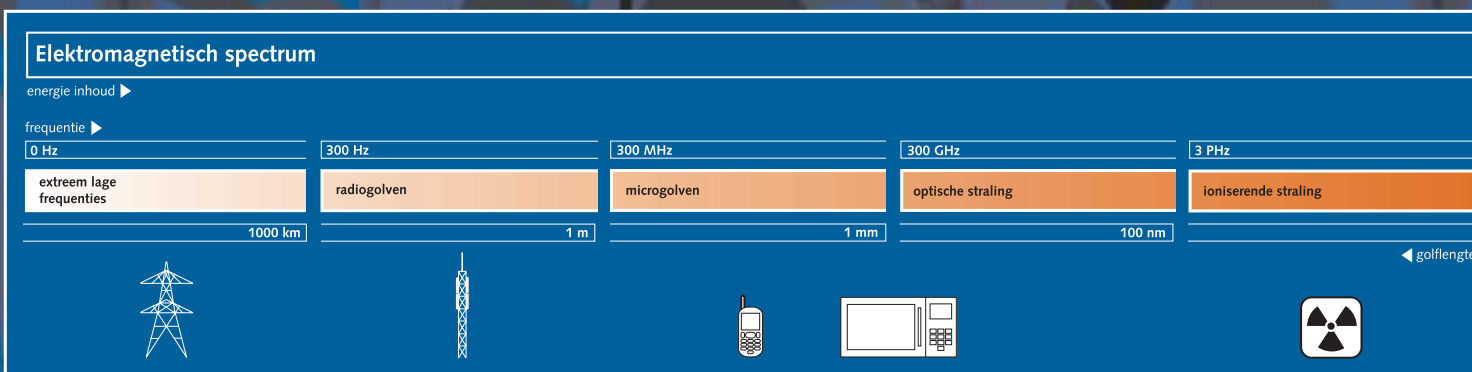 Elektromagnetisch spectrum
energie inhoud
frequentie
0 Hz
300 Hz
300 MHz
300 GHz
3 PHz
extreem lage
frequenties
radiogolven
microgolven
optische straling
ioniserende straling
1000 km
1 m
1 mm
100 nm
golflengte